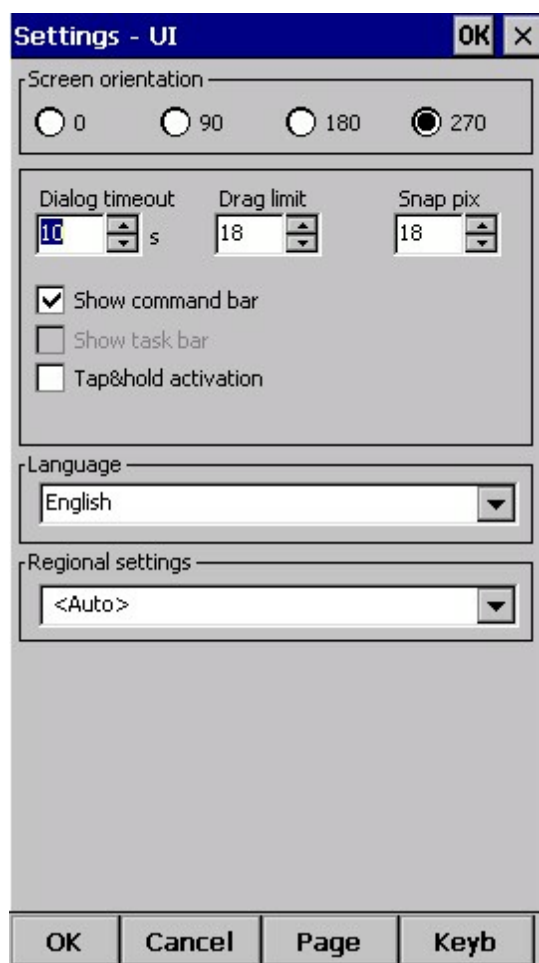 Settings - UI OK ×
Screen orientation
0 90 180 270
Dialog timeout Drag limit Snap pix
10 s 18 18
Show command bar
Show task bar
Tap&hold activation
Language
English
Regional settings
<Auto>
OK Cancel Page Keyb